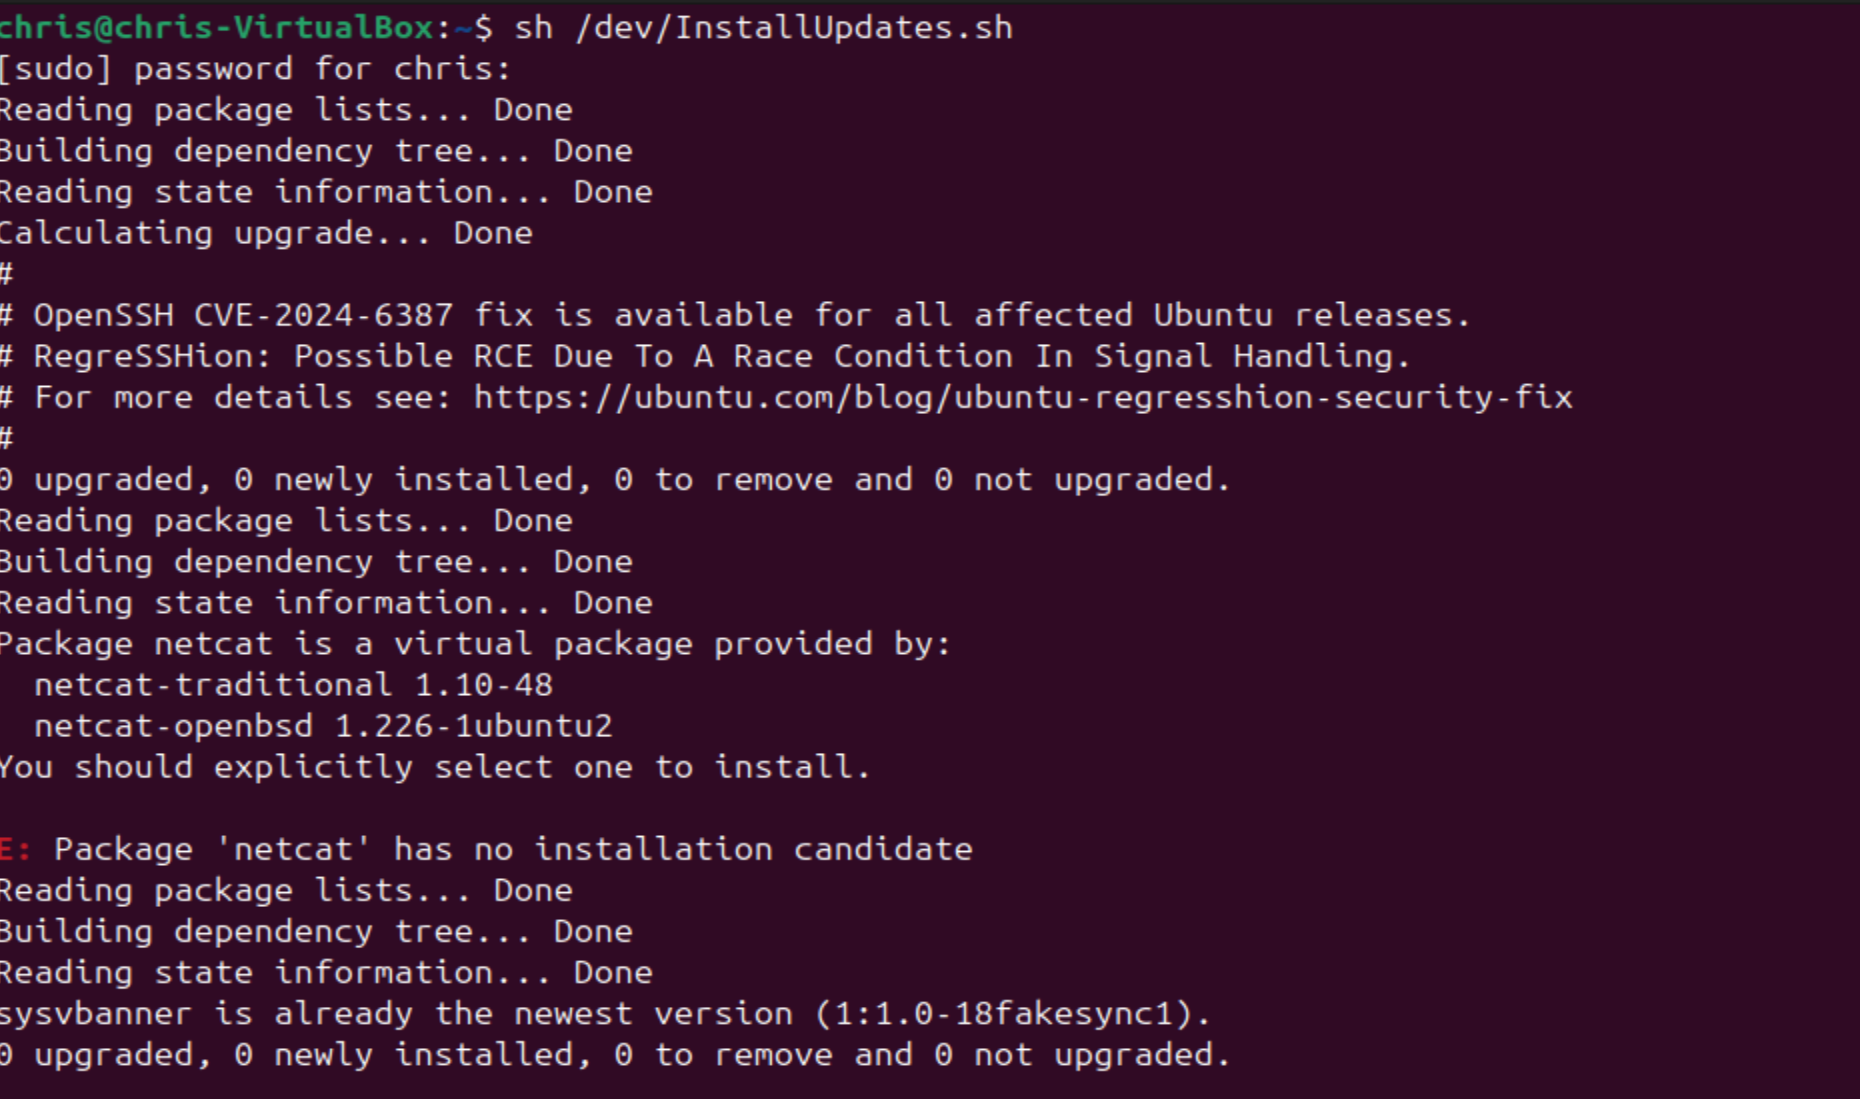 chris@chris-VirtualBox:~$ sh /dev/InstallUpdates.sh
[sudo] password for chris:
Reading package lists... Done
Building dependency tree... Done
Reading state information... Done
Calculating upgrade... Done
#
# OpenSSH CVE-2024-6387 fix is available for all affected Ubuntu releases.
# RegreSSHion: Possible RCE Due To A Race Condition In Signal Handling.
# For more details see: https://ubuntu.com/blog/ubuntu-regresshion-security-fix
#
0 upgraded, 0 newly installed, 0 to remove and 0 not upgraded.
Reading package lists... Done
Building dependency tree... Done
Reading state information... Done
Package netcat is a virtual package provided by:
  netcat-traditional 1.10-48
  netcat-openbsd 1.226-1ubuntu2
You should explicitly select one to install.

E: Package 'netcat' has no installation candidate
Reading package lists... Done
Building dependency tree... Done
Reading state information... Done
sysvbanner is already the newest version (1:1.0-18fakesync1).
0 upgraded, 0 newly installed, 0 to remove and 0 not upgraded.